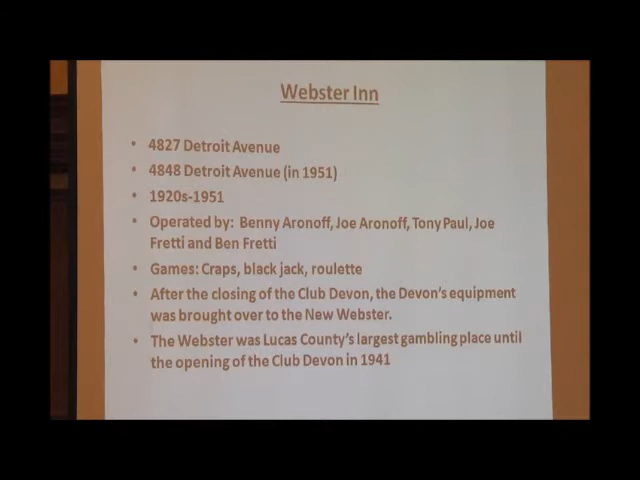 Webster Inn
• 4827 Detroit Avenue
• 4848 Detroit Avenue (in 1951)
• 1920s-1951
• Operated by: Benny Aronoff, Joe Aronoff, Tony Paul, Joe
Fretti and Ben Fretti
• Games: Craps, black jack, roulette
• After the closing of the Club Devon, the Devon's equipment
was brought over to the New Webster.
• The Webster was Lucas County's largest gambling place until
the opening of the Club Devon in 1941